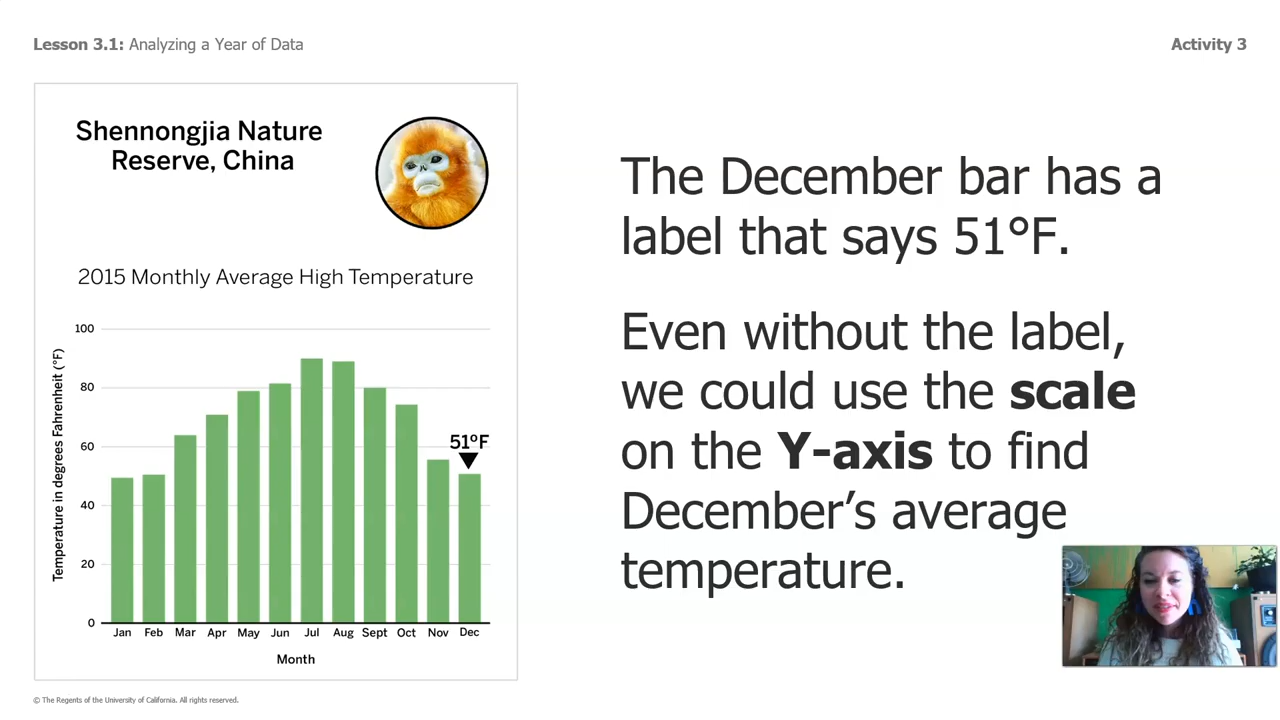 Lesson 3.1: Analyzing a Year of Data
Activity 3
Shennongjia Nature
Reserve, China
2015 Monthly Average High Temperature
Temperature in degrees Fahrenheit (°F)
100
80
60
40
20
0
51°F
Jan Feb Mar Apr May Jun Jul Aug Sept Oct Nov Dec
Month
The December bar has a
label that says 51°F.
Even without the label,
we could use the scale
on the Y-axis to find
December’s average
temperature.
© The Regents of the University of California. All rights reserved.